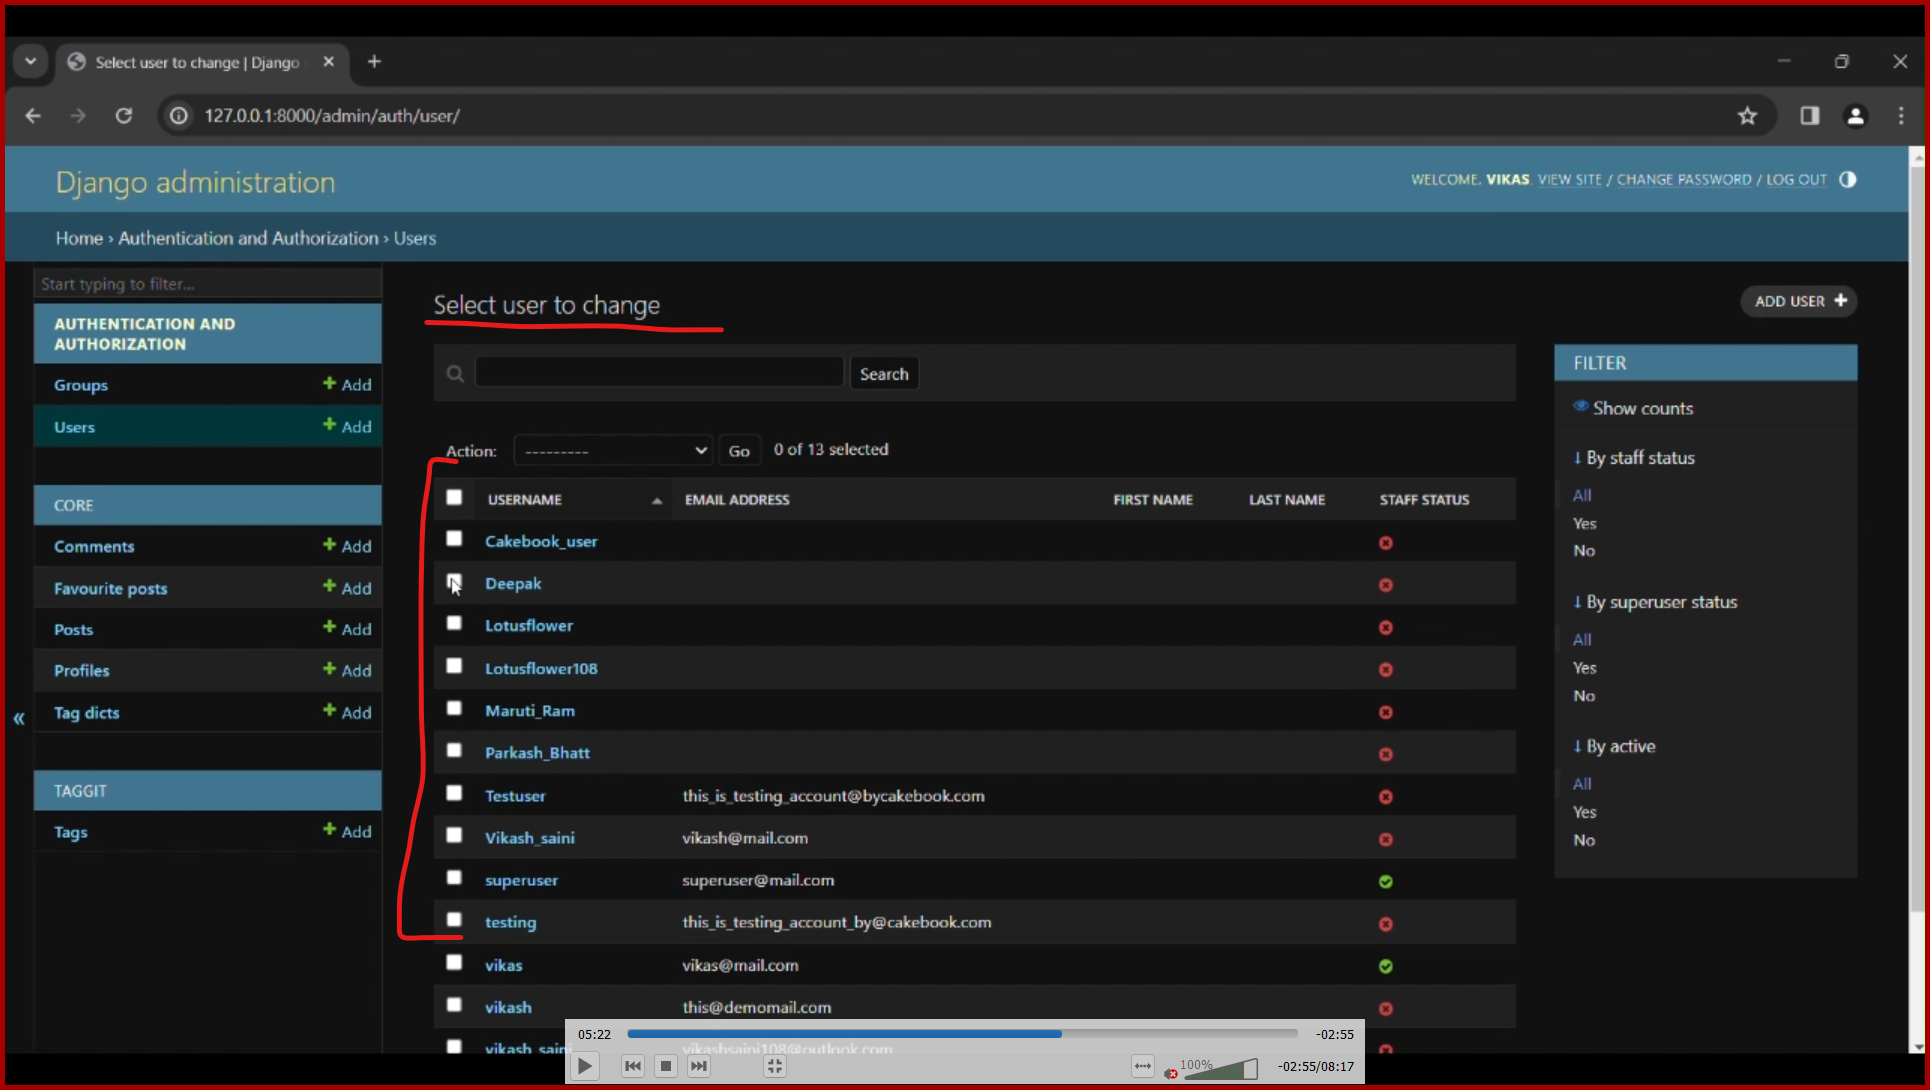 Select user to change | Django
127.0.0.1:8000/admin/auth/user/
Django administration
WELCOME, VIKAS. VIEW SITE / CHANGE PASSWORD / LOG OUT
Home › Authentication and Authorization › Users
Start typing to filter...
AUTHENTICATION AND
AUTHORIZATION
Groups + Add
Users + Add
CORE
Comments + Add
Favourite posts + Add
Posts + Add
Profiles + Add
Tag dicts + Add
«
TAGGIT
Tags + Add
Select user to change
ADD USER +
Search
Action: --------- Go 0 of 13 selected
USERNAME EMAIL ADDRESS FIRST NAME LAST NAME STAFF STATUS
Cakebook_user
Deepak
Lotusflower
Lotusflower108
Maruti_Ram
Parkash_Bhatt
Testuser this_is_testing_account@bycakebook.com
Vikash_saini vikash@mail.com
superuser superuser@mail.com
testing this_is_testing_account_by@cakebook.com
vikas vikas@mail.com
vikash this@demomail.com
vikash_saini vikashsaini108@outlook.com
FILTER
Show counts
↓ By staff status
All
Yes
No
↓ By superuser status
All
Yes
No
↓ By active
All
Yes
No
05:22 -02:55
100% -02:55/08:17